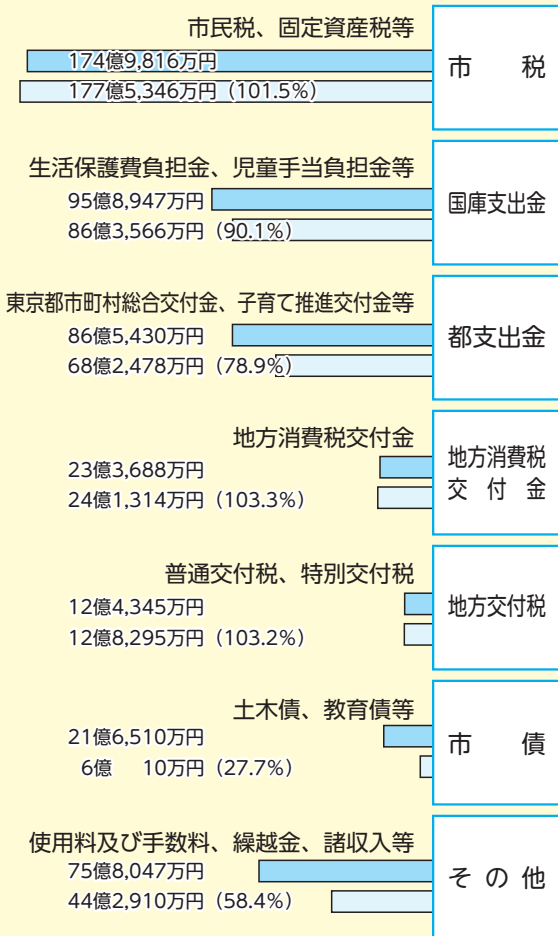 市民税、固定資産税等
174億9,816万円
177億5,346万円（101.5%）
市　税
生活保護費負担金、児童手当負担金等
95億8,947万円
86億3,566万円（90.1%）
国庫支出金
東京都市町村総合交付金、子育て推進交付金等
86億5,430万円
68億2,478万円（78.9%）
都支出金
地方消費税交付金
23億3,688万円
24億1,314万円（103.3%）
地方消費税
交　付　金
普通交付税、特別交付税
12億4,345万円
12億8,295万円（103.2%）
地方交付税
土木債、教育債等
21億6,510万円
6億　10万円（27.7%）
市　債
使用料及び手数料、繰越金、諸収入等
75億8,047万円
44億2,910万円（58.4%）
そ の 他